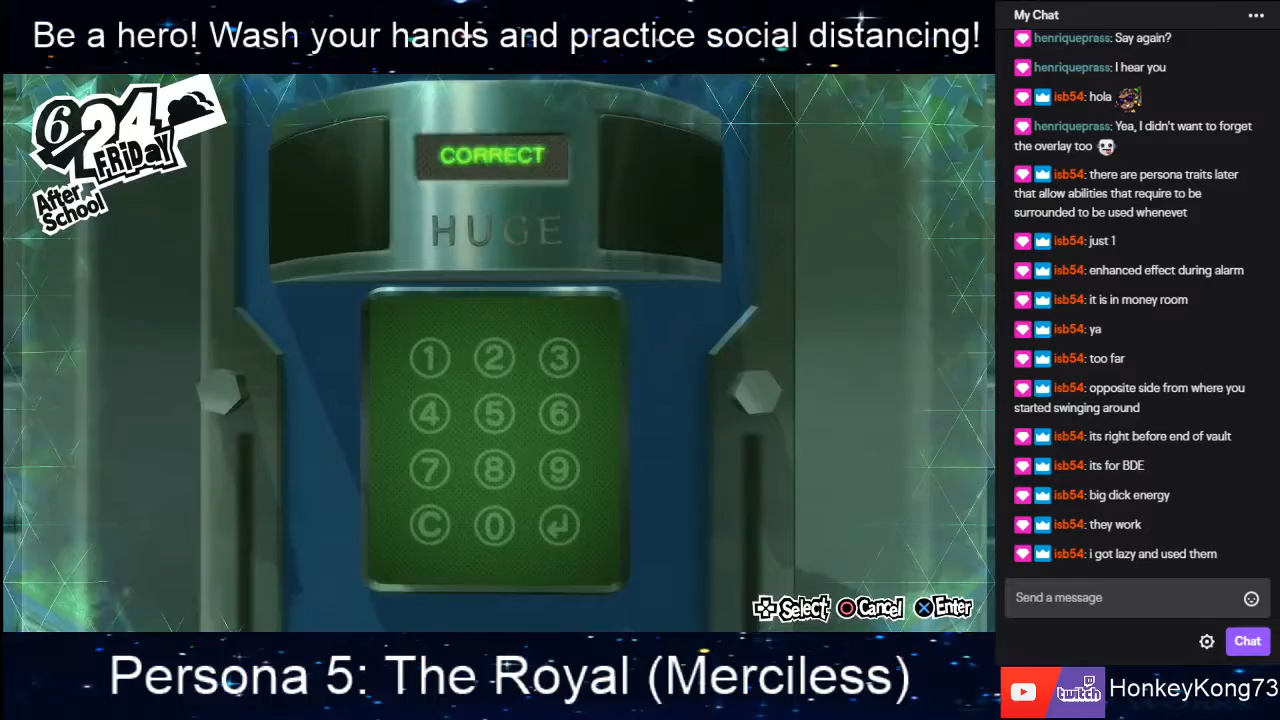 Be a hero! Wash your hands and practice social distancing!
6/24
FRiDaY
After School
CORRECT
HUGE
1 2 3
4 5 6
7 8 9
C 0
Select Cancel Enter
Persona 5: The Royal (Merciless)
My Chat
henriqueprass: Say again?
henriqueprass: I hear you
isb54: hola
henriqueprass: Yea, I didn't want to forget
the overlay too
isb54: there are persona traits later
that allow abilities that require to be
surrounded to be used whenevet
isb54: just 1
isb54: enhanced effect during alarm
isb54: it is in money room
isb54: ya
isb54: too far
isb54: opposite side from where you
started swinging around
isb54: its right before end of vault
isb54: its for BDE
isb54: big dick energy
isb54: they work
isb54: i got lazy and used them
Send a message
Chat
twitch
HonkeyKong73